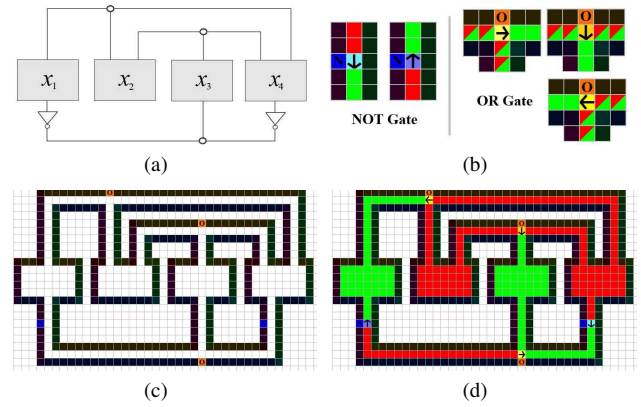 x₁ x₂ x₃ x₄
(a)
O
O O
N ↓ N ↑
→ ↓
O
←
NOT Gate
OR Gate
(b)
O
O
N N
O
(c)
O
←
O
↓
N ↑ N ↓
→
O
(d)